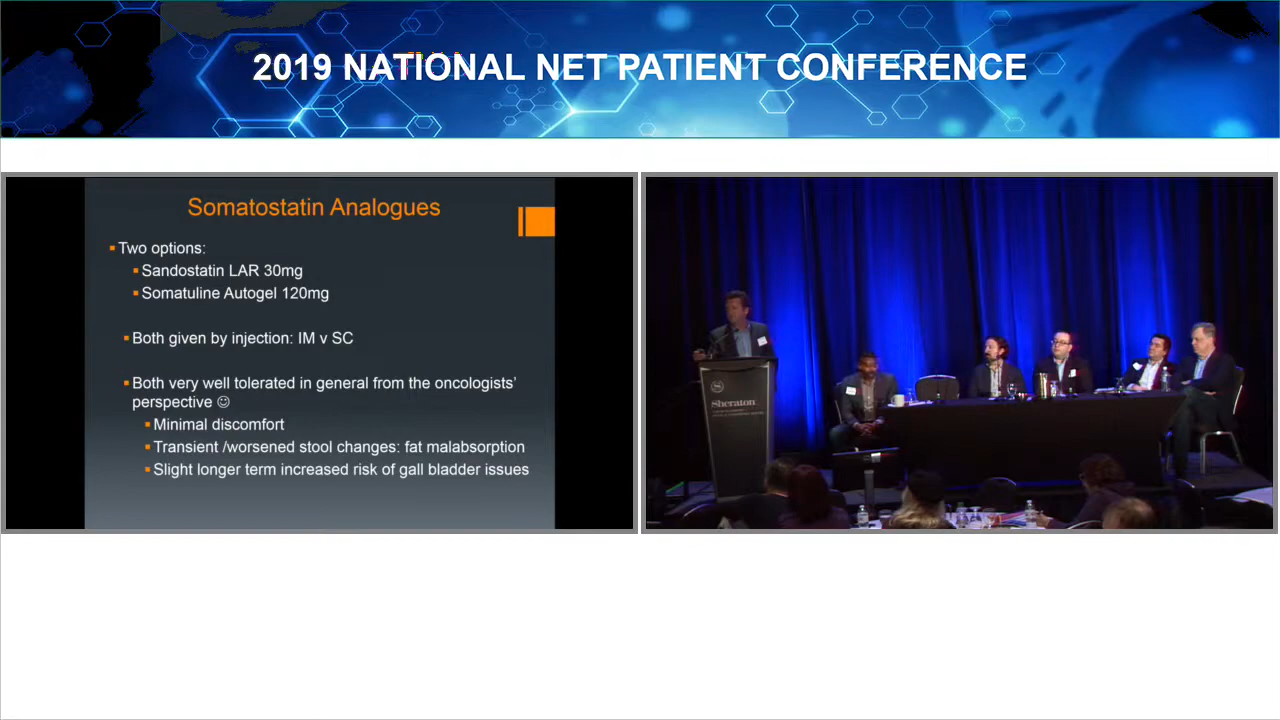 2019 NATIONAL NET PATIENT CONFERENCE
Somatostatin Analogues
Two options:
Sandostatin LAR 30mg
Somatuline Autogel 120mg
Both given by injection: IM v SC
Both very well tolerated in general from the oncologists'
perspective ☺
Minimal discomfort
Transient /worsened stool changes: fat malabsorption
Slight longer term increased risk of gall bladder issues
Sheraton